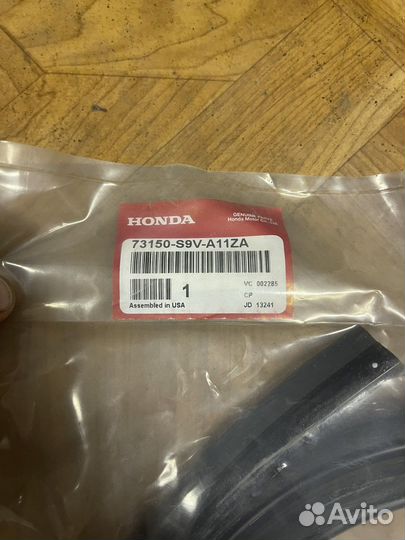 HONDA
GENUINE PARTS
Honda Motor Co., Ltd.
73150-S9V-A11ZA
1
VC 002285
CP
Assembled in USA
JD 13241
Avito